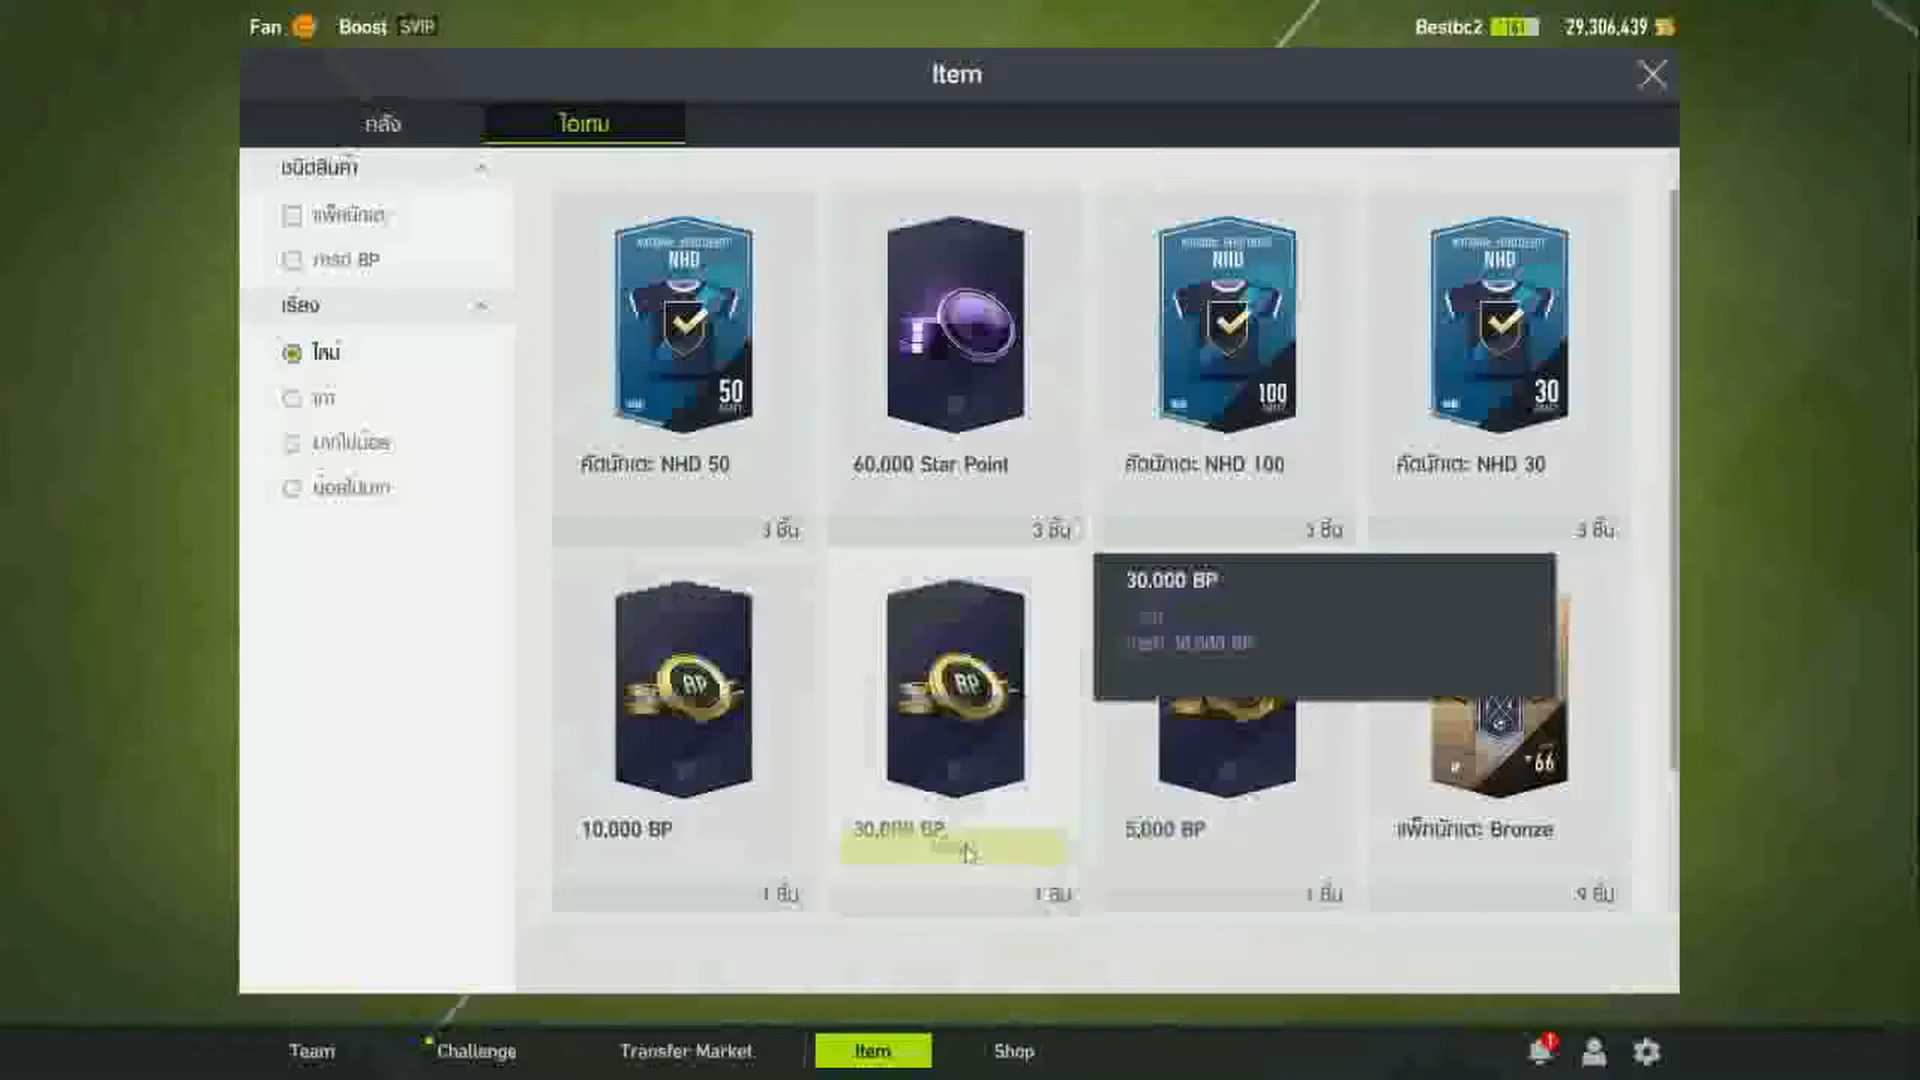 Fan Boost SVIP
Bestbc2 29,306,439
Item
คลัง ไอเทม
ชนิดสินค้า
แพ็คนักเตะ
การ์ด BP
เรียง
ใหม่
เก่า
มากไปน้อย
น้อยไปมาก
NHD NHD NHD
50 100 30
คัดนักเตะ NHD 50 60,000 Star Point คัดนักเตะ NHD 100 คัดนักเตะ NHD 30
3 ชิ้น 3 ชิ้น 3 ชิ้น 3 ชิ้น
30,000 BP
BP BP
66
10,000 BP 30,000 BP 5,000 BP แพ็คนักเตะ Bronze
1 ชิ้น 1 ชิ้น 1 ชิ้น 9 ชิ้น
Team Challenge Transfer Market Item Shop